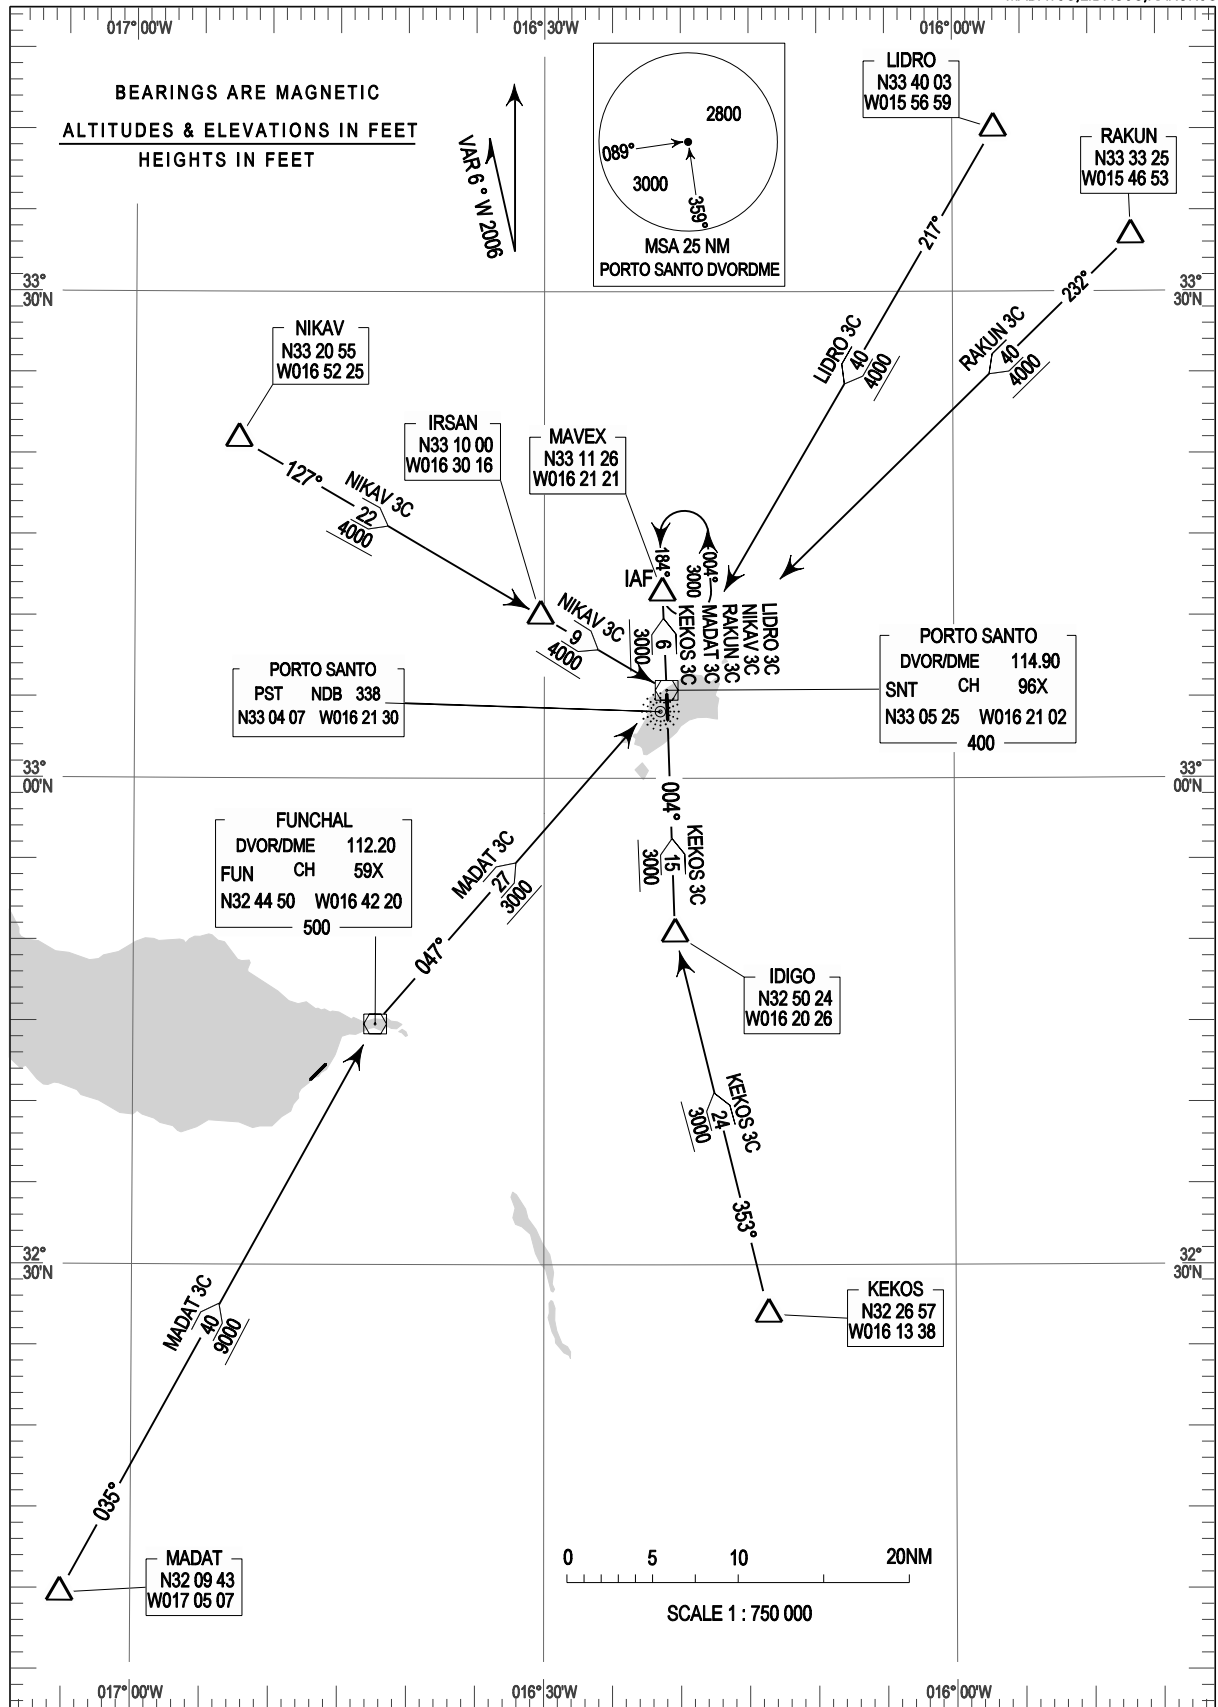 017° 00'W
016° 30'W
016° 00'W
BEARINGS ARE MAGNETIC
ALTITUDES & ELEVATIONS IN FEET
HEIGHTS IN FEET
VAR 6 ° W 2006
2800
089°
3000
359°
MSA 25 NM
PORTO SANTO DVORDME
LIDRO
N33 40 03
W015 56 59
RAKUN
N33 33 25
W015 46 53
217°
232°
33°
30'N
33°
30'N
LIDRO 3C
40
4000
RAKUN 3C
40
4000
NIKAV
N33 20 55
W016 52 25
127°
NIKAV 3C
22
4000
IRSAN
N33 10 00
W016 30 16
MAVEX
N33 11 26
W016 21 21
IAF
184°
004°
3000
NIKAV 3C
9
4000
3000
6
KEKOS 3C
MADAT 3C
RAKUN 3C
NIKAV 3C
LIDRO 3C
PORTO SANTO
DVOR/DME 114.90
SNT CH 96X
N33 05 25 W016 21 02
400
PORTO SANTO
PST NDB 338
N33 04 07 W016 21 30
33°
00'N
33°
00'N
004°
FUNCHAL
DVOR/DME 112.20
FUN CH 59X
N32 44 50 W016 42 20
500
MADAT 3C
27
3000
KEKOS 3C
15
3000
047°
IDIGO
N32 50 24
W016 20 26
KEKOS 3C
24
3000
353°
32°
30'N
32°
30'N
KEKOS
N32 26 57
W016 13 38
MADAT 3C
40
9000
035°
MADAT
N32 09 43
W017 05 07
0 5 10 20NM
SCALE 1 : 750 000
017° 00'W
016° 30'W
016° 00'W